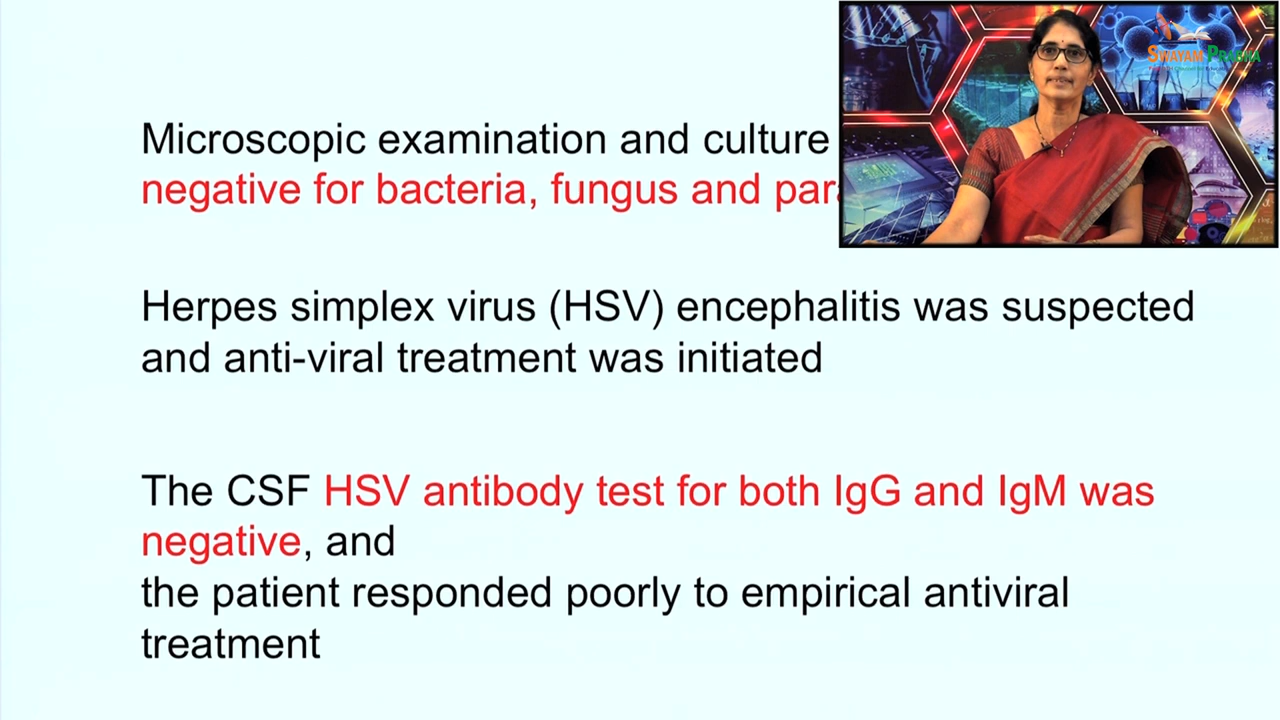 Microscopic examination and culture
negative for bacteria, fungus and
Herpes simplex virus (HSV) encephalitis was suspected
and anti-viral treatment was initiated
The CSF HSV antibody test for both IgG and IgM was
negative, and
the patient responded poorly to empirical antiviral
treatment
SWAYAM PRABHA